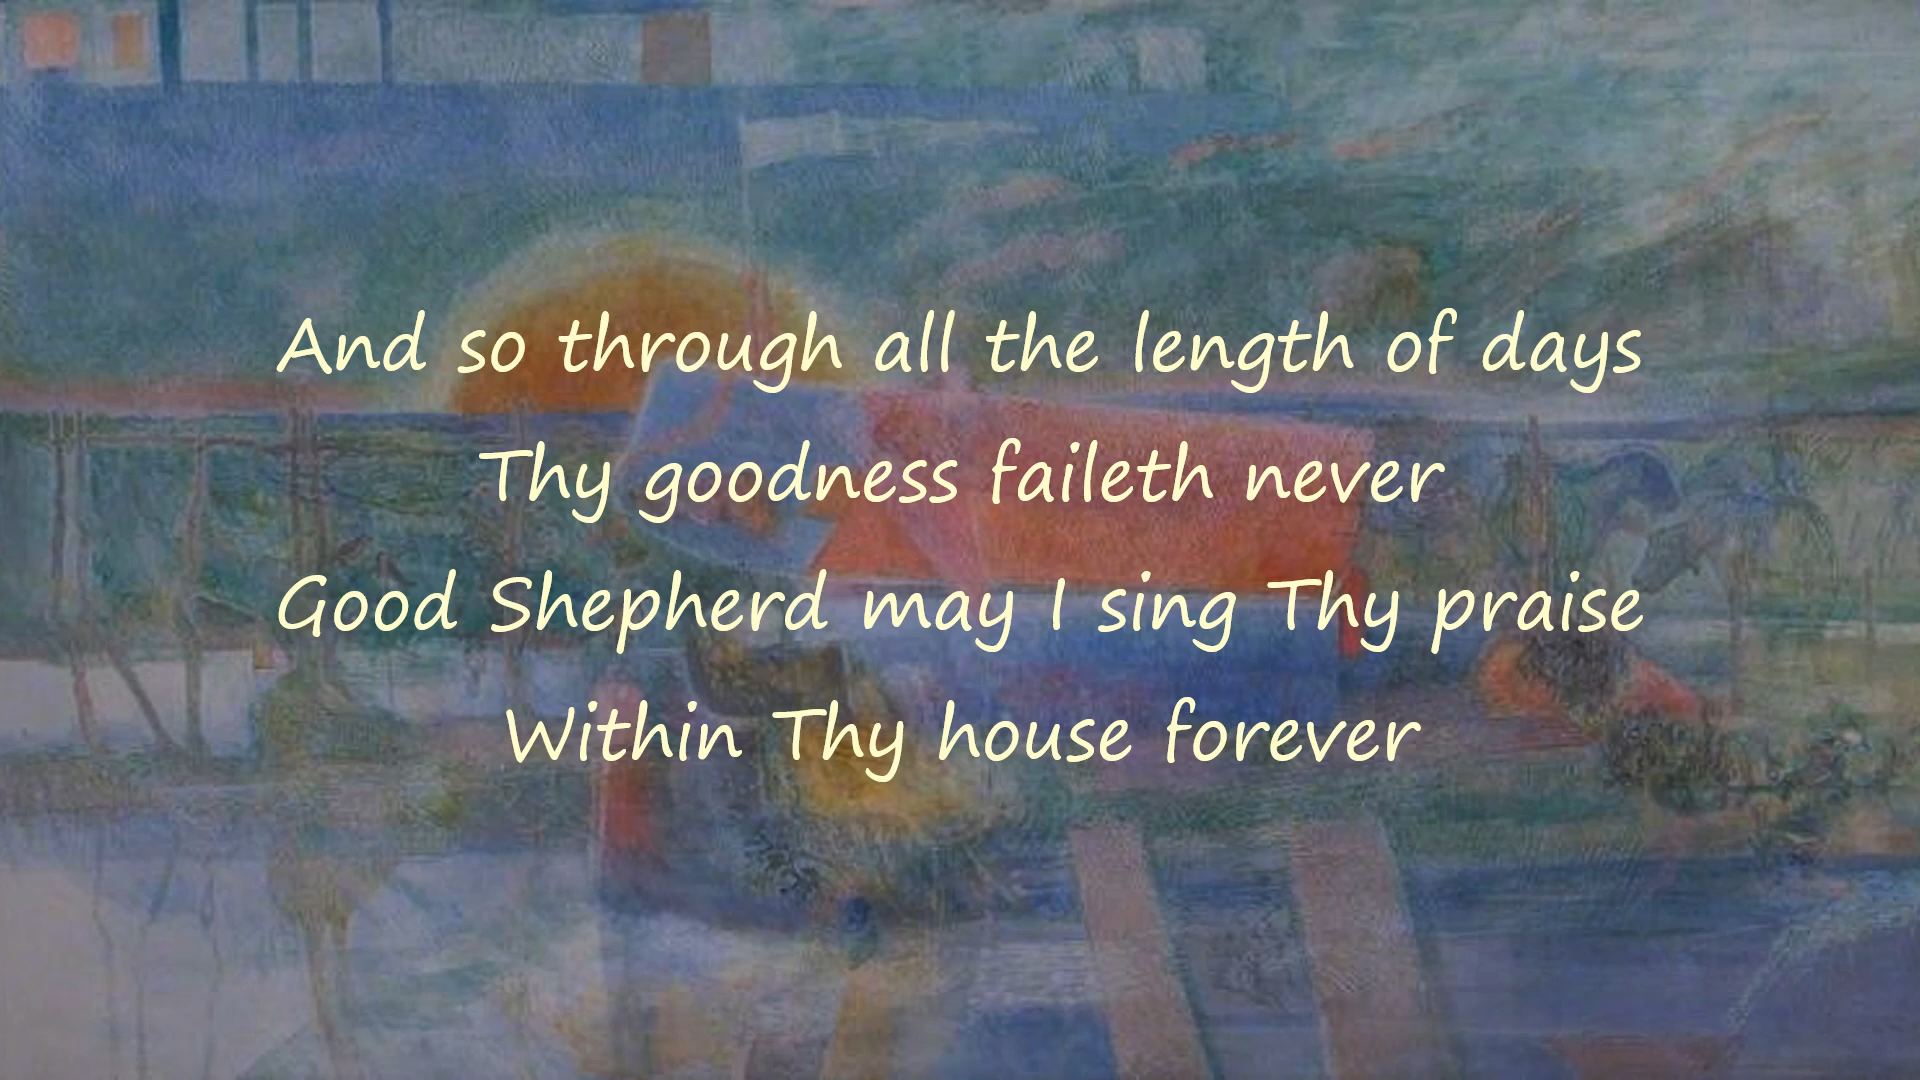 And so through all the length of days
Thy goodness faileth never
Good Shepherd may I sing Thy praise
Within Thy house forever